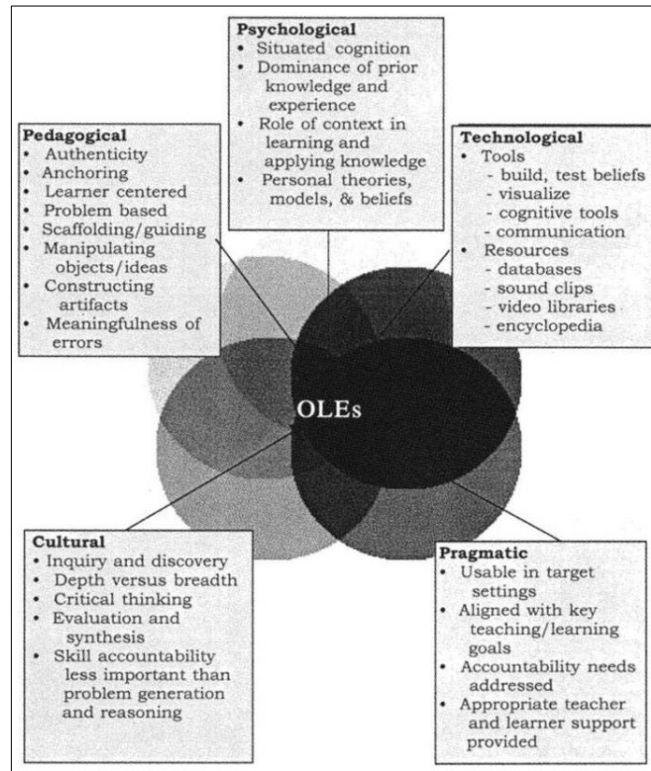 Psychological
• Situated cognition
• Dominance of prior
knowledge and
experience
• Role of context in
learning and
applying knowledge
• Personal theories,
models, & beliefs
Pedagogical
• Authenticity
• Anchoring
• Learner centered
• Problem based
• Scaffolding/guiding
• Manipulating
objects/ideas
• Constructing
artifacts
• Meaningfulness of
errors
Technological
• Tools
- build, test beliefs
- visualize
- cognitive tools
- communication
• Resources
- databases
- sound clips
- video libraries
- encyclopedia
OLEs
Cultural
• Inquiry and discovery
• Depth versus breadth
• Critical thinking
• Evaluation and
synthesis
• Skill accountability
less important than
problem generation
and reasoning
Pragmatic
• Usable in target
settings
• Aligned with key
teaching/learning
goals
• Accountability needs
addressed
• Appropriate teacher
and learner support
provided